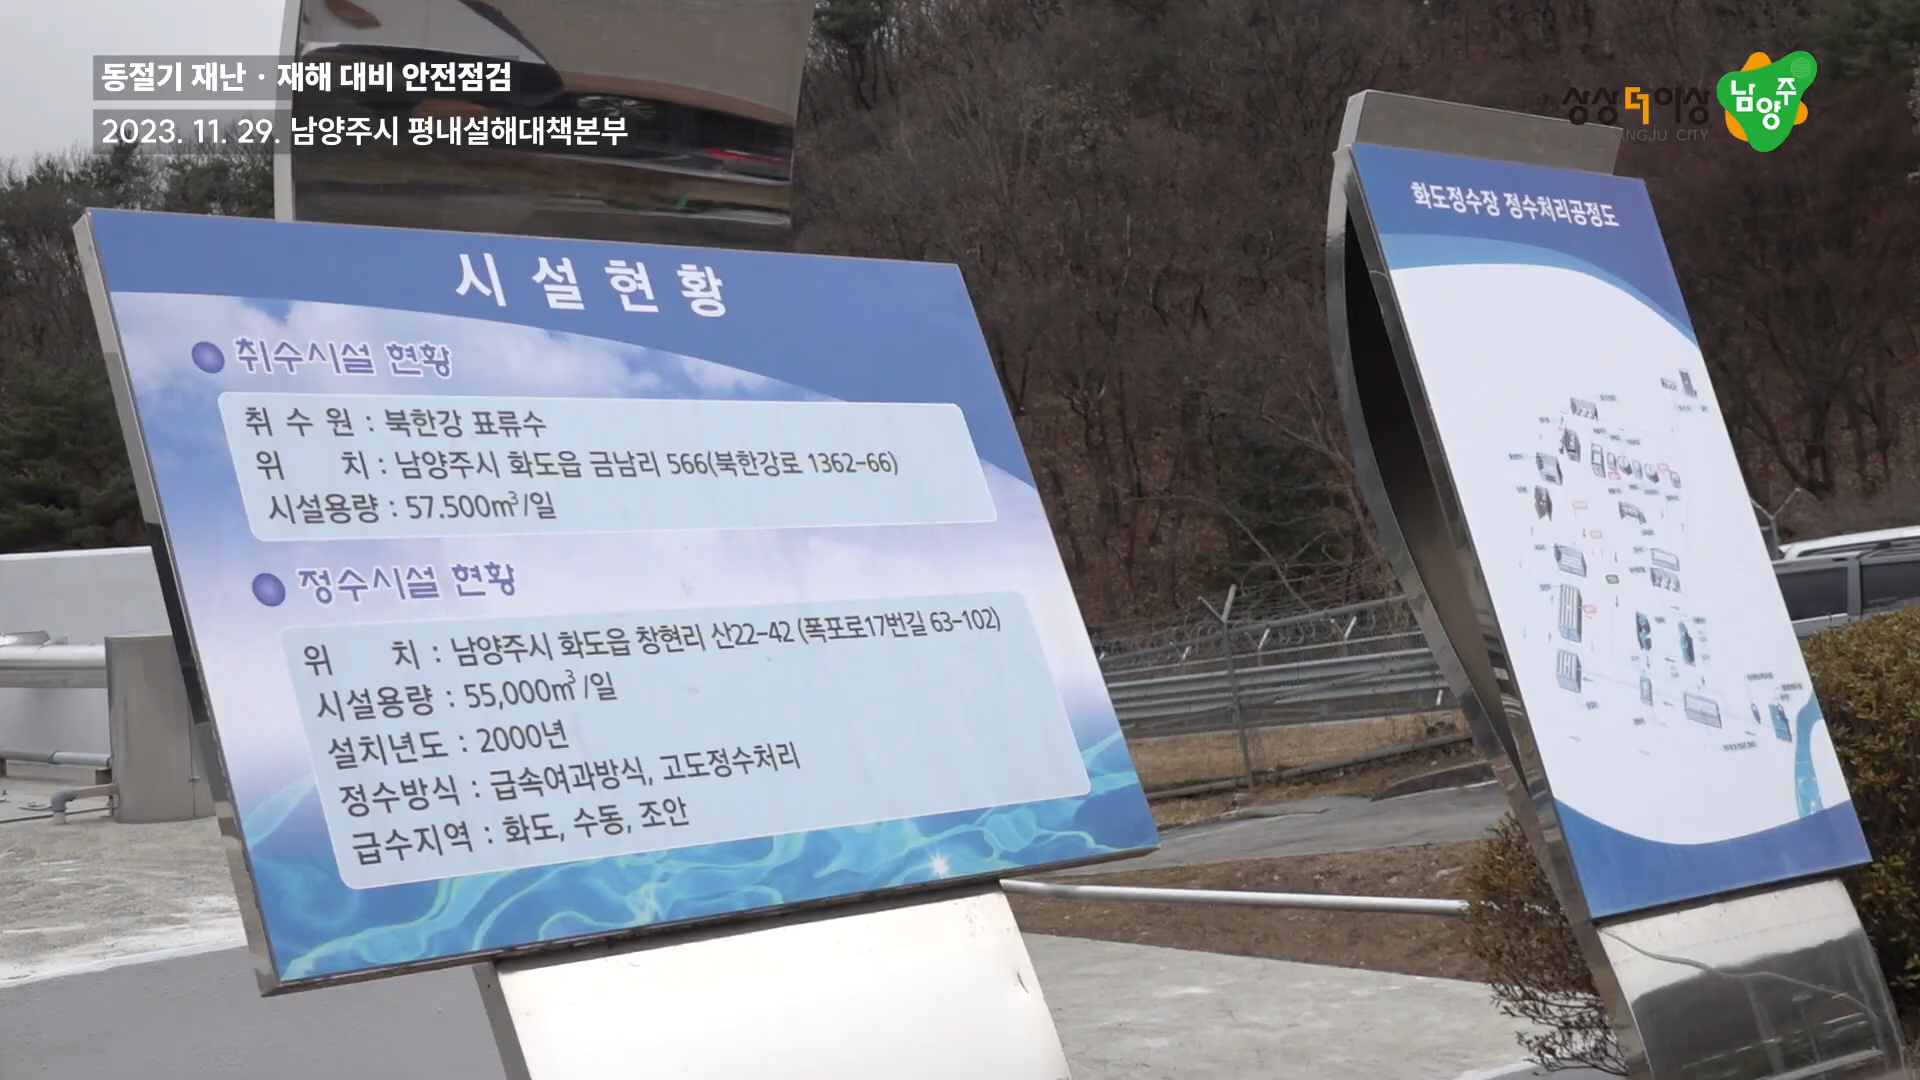 동절기 재난 · 재해 대비 안전점검
2023. 11. 29. 남양주시 평내설해대책본부
상상더이상
남양주
NGJU CITY
시설현황
취수시설 현황
취 수 원 : 북한강 표류수
위 치 : 남양주시 화도읍 금남리 566(북한강로 1362-66)
시설용량 : 57.500m³/일
정수시설 현황
위 치 : 남양주시 화도읍 창현리 산22-42 (폭포로17번길 63-102)
시설용량 : 55,000m³/일
설치년도 : 2000년
정수방식 : 급속여과방식, 고도정수처리
급수지역 : 화도, 수동, 조안
화도정수장 정수처리공정도